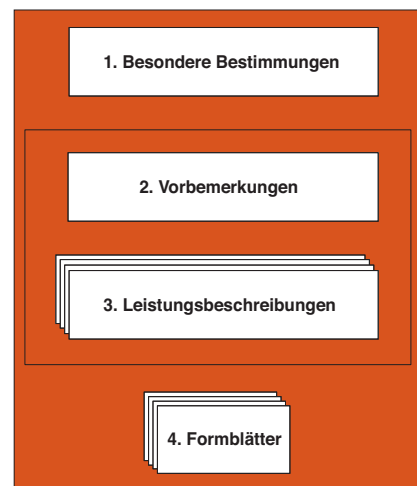 1. Besondere Bestimmungen
2. Vorbemerkungen
3. Leistungsbeschreibungen
4. Formblätter